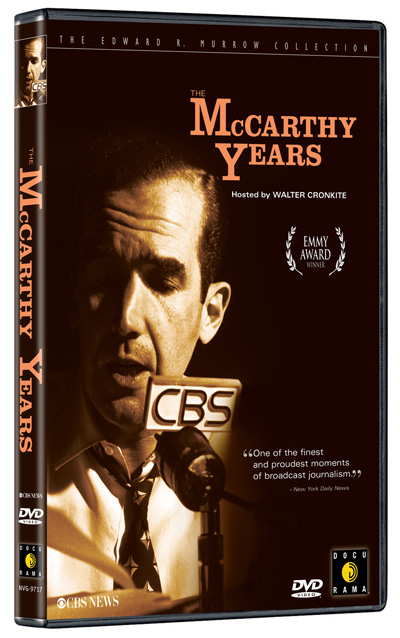 CBS
THE
McCARTHY YEARS
CBS NEWS
DVD
VIDEO
DOCU
RAMA
NVG-9717
THE EDWARD R. MURROW COLLECTION
THE
McCARTHY
YEARS
Hosted by WALTER CRONKITE
EMMY
AWARD
WINNER
CBS
“One of the finest
and proudest moments
of broadcast journalism.”
– New York Daily News
CBS NEWS
DVD
VIDEO
DOCU
RAMA